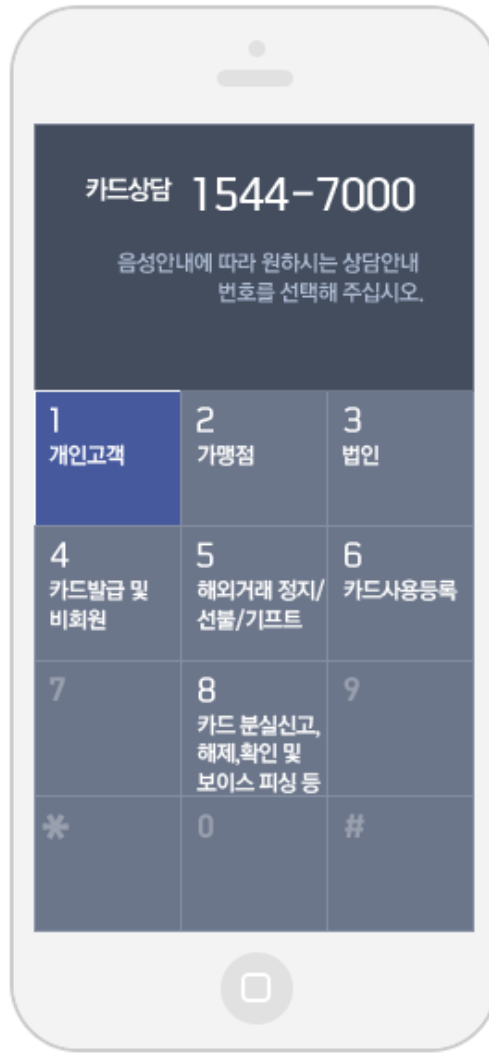 카드상담 1544-7000
음성안내에 따라 원하시는 상담안내
번호를 선택해 주십시오.
1
개인고객
2
가맹점
3
법인
4
카드발급 및
비회원
5
해외거래 정지/
선불/기프트
6
카드사용등록
7
8
카드 분실신고,
해제,확인 및
보이스 피싱 등
9
*
0
#